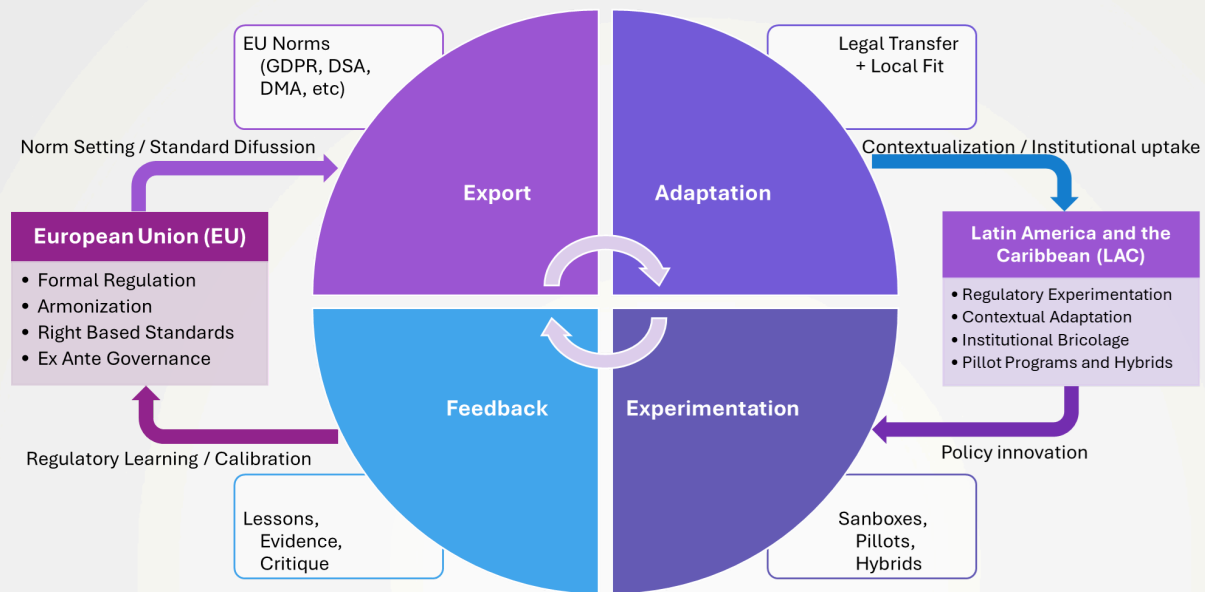 EU Norms
(GDPR, DSA,
DMA, etc)
Legal Transfer
+ Local Fit
Norm Setting / Standard Difussion
Contextualization / Institutional uptake
Export
Adaptation
European Union (EU)
• Formal Regulation
• Armonization
• Right Based Standards
• Ex Ante Governance
Latin America and the
Caribbean (LAC)
• Regulatory Experimentation
• Contextual Adaptation
• Institutional Bricolage
• Pillot Programs and Hybrids
Feedback
Experimentation
Regulatory Learning / Calibration
Policy innovation
Lessons,
Evidence,
Critique
Sanboxes,
Pillots,
Hybrids